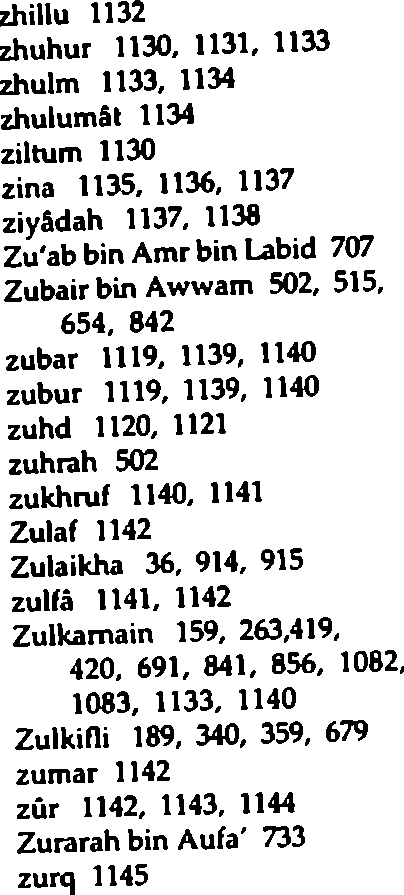 zhillu 1132
zhuhur 1130, 1131, 1133
zhulm 1133, 1134
zhulumât 1134
ziltum 1130
zina 1135, 1136, 1137
ziyâdah 1137, 1138
Zu'ab bin Amr bin Labid 707
Zubair bin Awwam 502, 515,
654, 842
zubar 1119, 1139, 1140
zubur 1119, 1139, 1140
zuhd 1120, 1121
zuhrah 502
zukhruf 1140, 1141
Zulaf 1142
Zulaikha 36, 914, 915
zulfâ 1141, 1142
Zulkarnain 159, 263,419,
420, 691, 841, 856, 1082,
1083, 1133, 1140
Zulkifli 189, 340, 359, 679
zumar 1142
zûr 1142, 1143, 1144
Zurarah bin Aufa' 733
zurq 1145